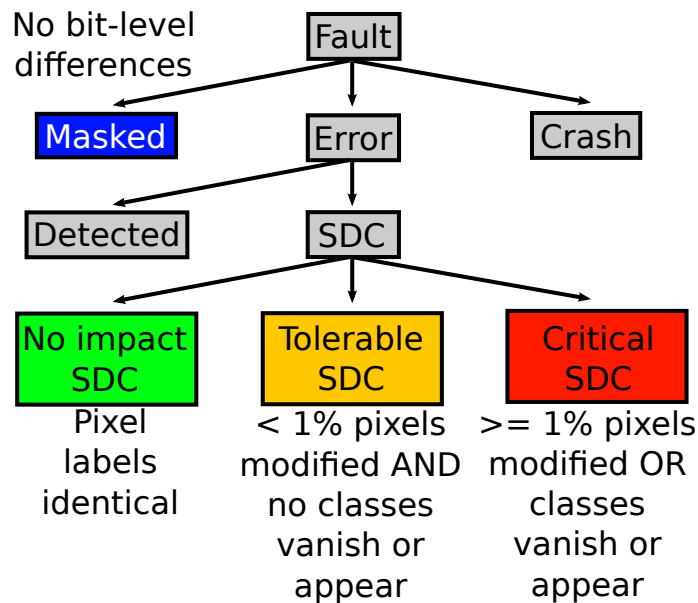 No bit-level
differences
Fault
Masked
Error
Crash
Detected
SDC
No impact
SDC
Pixel
labels
identical
Tolerable
SDC
< 1% pixels
modified AND
no classes
vanish or
appear
Critical
SDC
>= 1% pixels
modified OR
classes
vanish or
appear